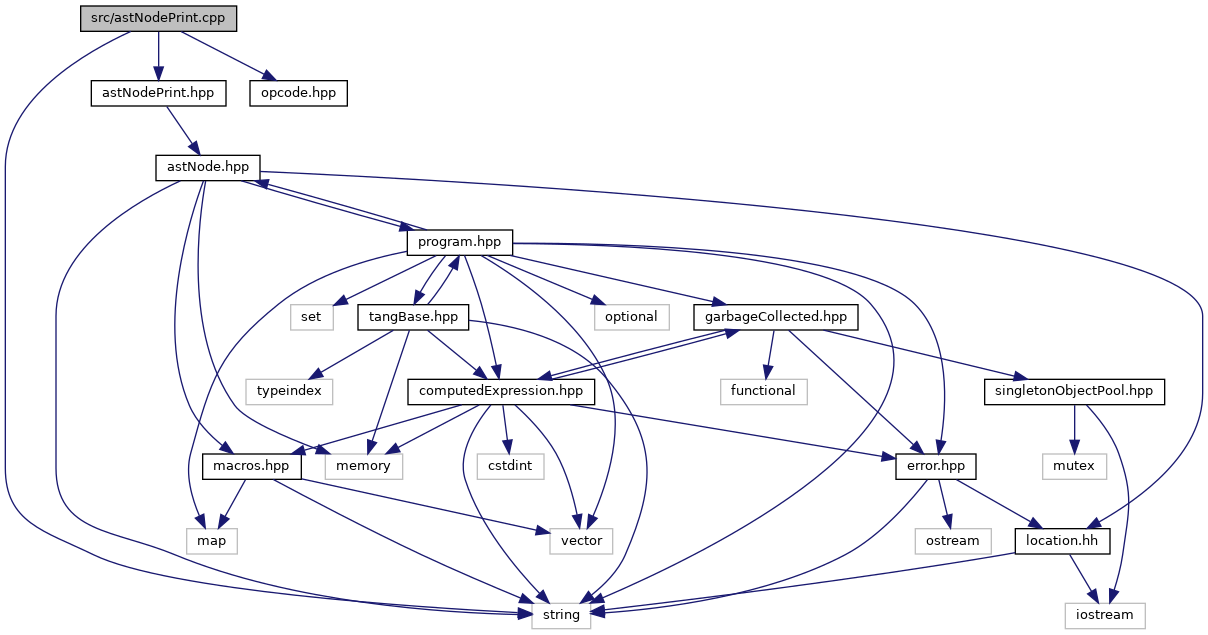 src/astNodePrint.cpp
astNodePrint.hpp
opcode.hpp
astNode.hpp
program.hpp
set
tangBase.hpp
optional
garbageCollected.hpp
typeindex
computedExpression.hpp
functional
singletonObjectPool.hpp
macros.hpp
memory
cstdint
error.hpp
mutex
map
vector
ostream
location.hh
string
iostream